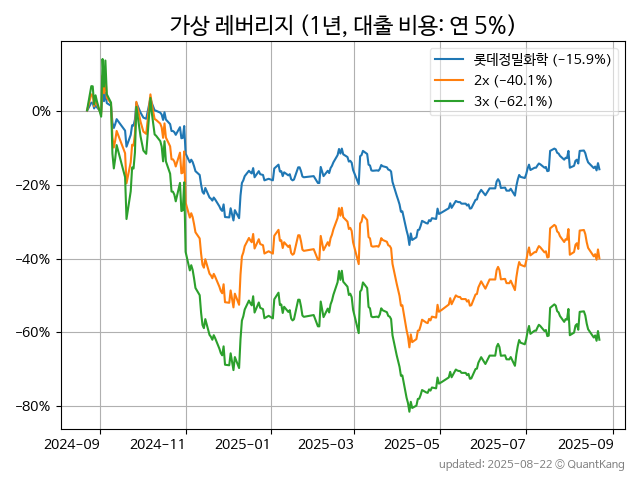 가상 레버리지 (1년, 대출 비용: 연 5%)
롯데정밀화학 (−15.9%)
2x (−40.1%)
3x (−62.1%)
0%
−20%
−40%
−60%
−80%
2024-09 2024-11 2025-01 2025-03 2025-05 2025-07 2025-09
updated: 2025-08-22 © QuantKang